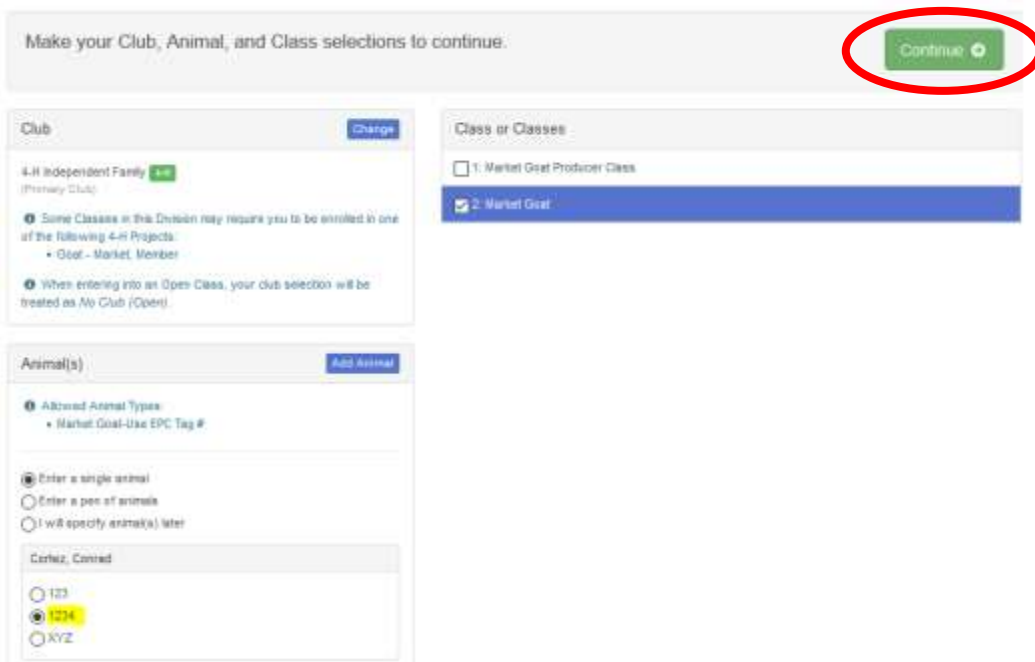 Make your Club, Animal, and Class selections to continue.
Continue
Club
Change
4-H Independent Family 4-H
(Primary Club)
Some Classes in this Division may require you to be enrolled in one
of the following 4-H Projects:
• Goat - Market, Member
When entering into an Open Class, your club selection will be
treated as No Club (Open).
Animal(s)
Add Animal
Allowed Animal Types:
• Market Goat-Use EPC Tag #
Enter a single animal
Enter a pen of animals
I will specify animal(s) later
Cortez, Conrad
123
1234
XYZ
Class or Classes
1: Market Goat Producer Class
2: Market Goat